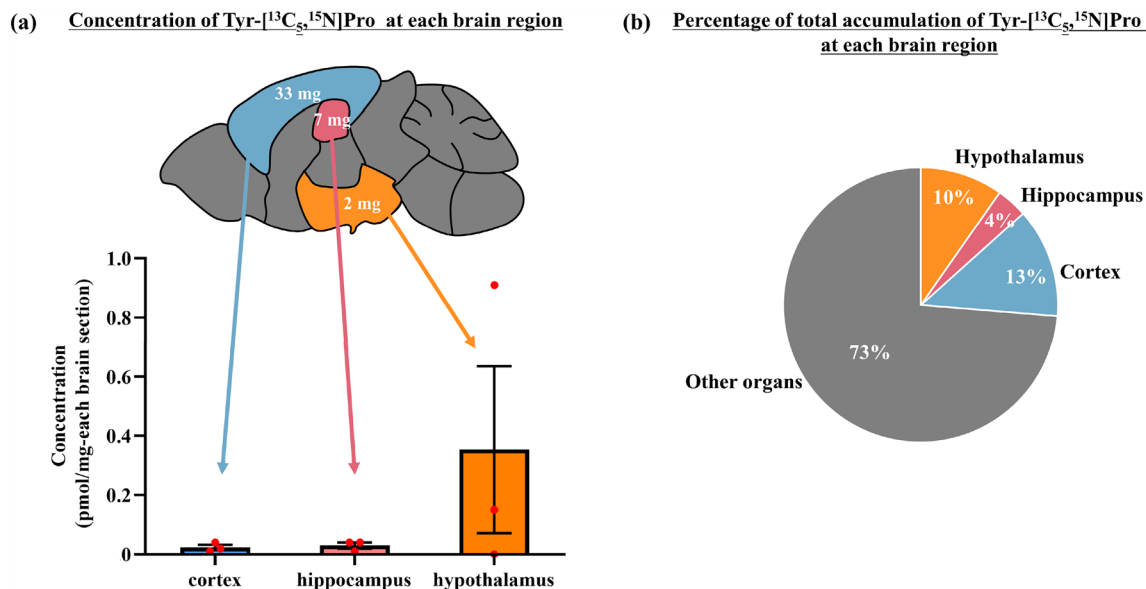 (a) Concentration of Tyr-[¹³C₅,¹⁵N]Pro at each brain region
33 mg
7 mg
2 mg
Concentration
(pmol/mg-each brain section)
1.0
0.8
0.6
0.4
0.2
0
cortex hippocampus hypothalamus
(b) Percentage of total accumulation of Tyr-[¹³C₅,¹⁵N]Pro
at each brain region
Hypothalamus
10%
Hippocampus
4%
Cortex
13%
73%
Other organs